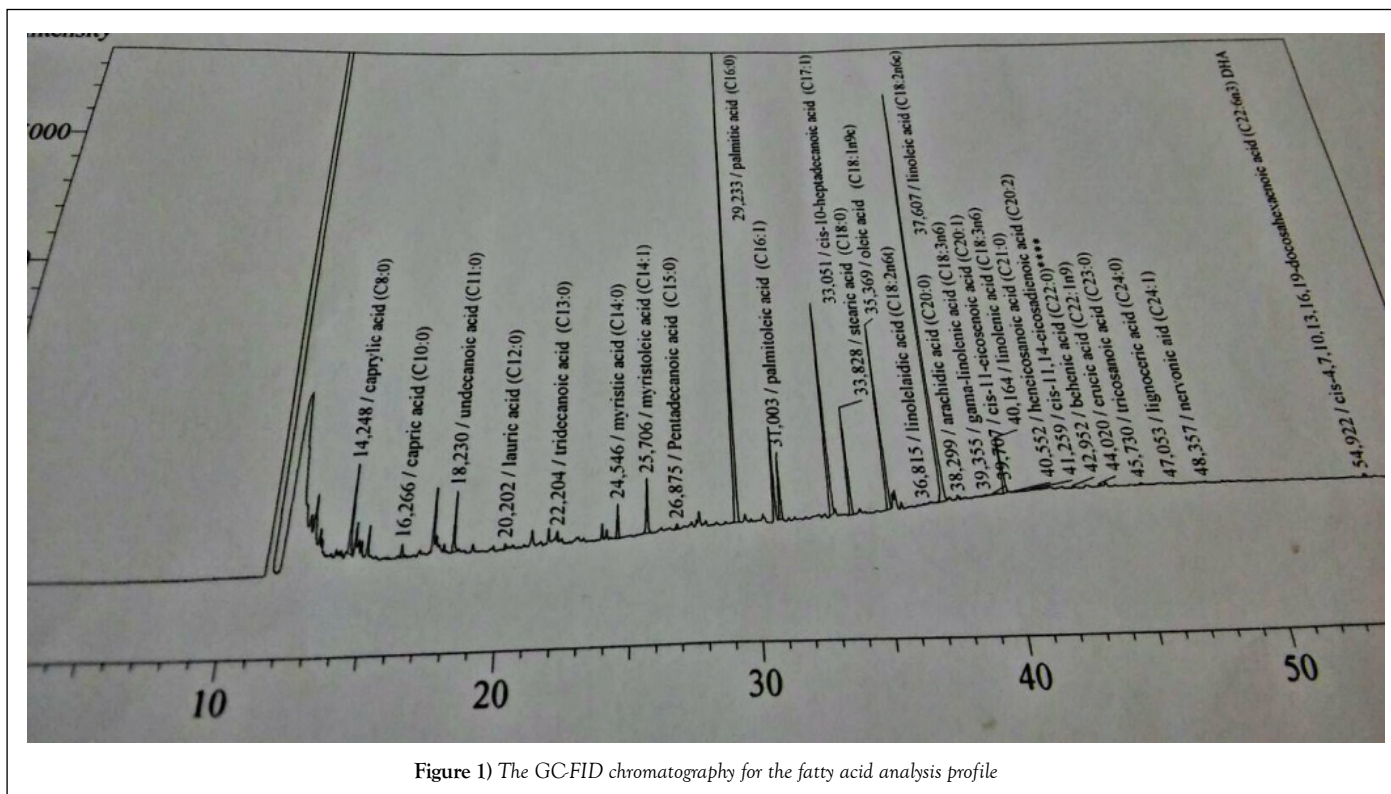 000
14,248 / caprylic acid (C8:0)
16,266 / capric acid (C10:0)
18,230 / undecanoic acid (C11:0)
20,202 / lauric acid (C12:0)
22,204 / tridecanoic acid (C13:0)
24,546 / myristic acid (C14:0)
25,706 / myristoleic acid (C14:1)
26,875 / Pentadecanoic acid (C15:0)
29,233 / palmitic acid (C16:0)
31,003 / palmitoleic acid (C16:1)
33,051 / cis-10-heptadecanoic acid (C17:1)
33,828 / stearic acid (C18:0)
35,369 / oleic acid (C18:1n9c)
36,815 / linolelaidic acid (C18:2n6t)
37,607 / linoleic acid (C18:2n6c)
38,299 / arachidic acid (C18:3n6)
(C20:0)
39,355 / gama-linolenic acid (C20:1)
39,767 / cis-11-eicosenoic acid (C18:3n6)
40,164 / linolenic acid (C21:0)
40,552 / heneicosanoic acid (C20:2)
41,259 / cis-11,14-eicosadienoic acid (C22:0)****
42,952 / behenic acid (C22:1n9)
44,020 / erucic acid (C23:0)
45,730 / tricosanoic acid (C24:0)
47,053 / lignoceric acid (C24:1)
48,357 / nervonic aid
54,922 / cis-4,7,10,13,16,19-docosahexaenoic acid (C22:6n3) DHA
10 20 30 40 50
Figure 1) The GC-FID chromatography for the fatty acid analysis profile